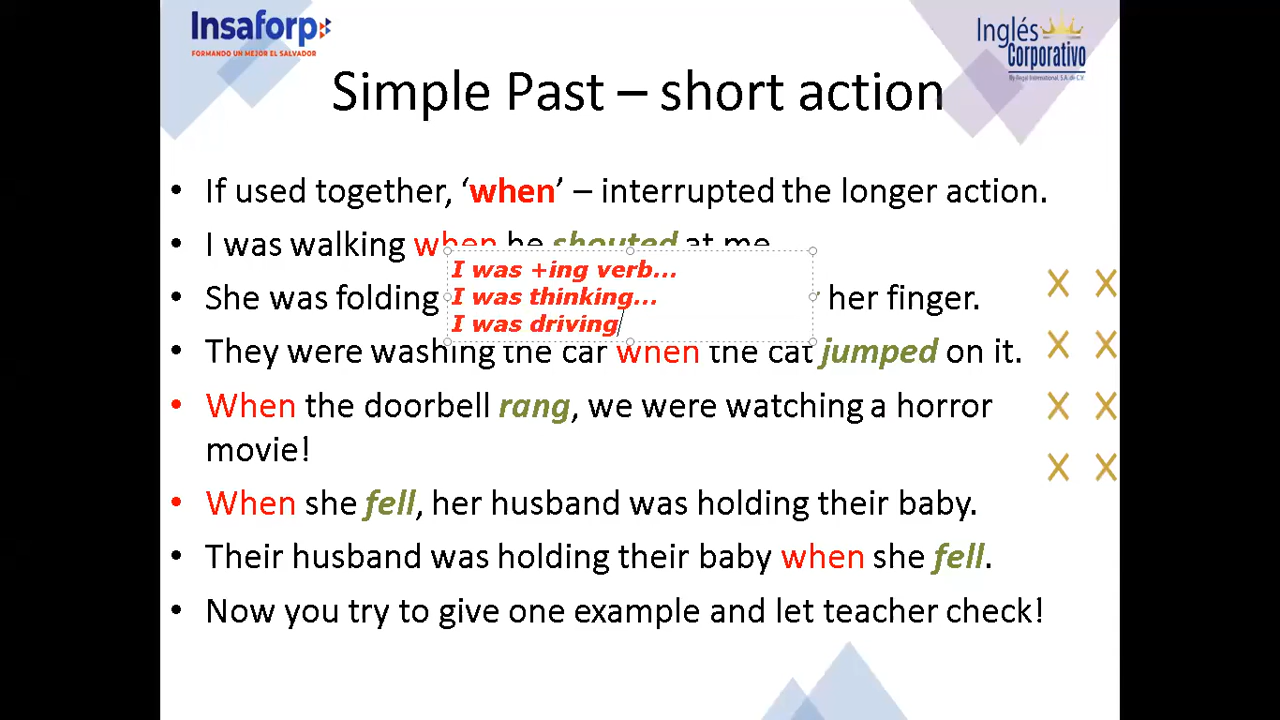 Insaforp
FORMANDO UN MEJOR EL SALVADOR
Inglés
Corporativo
By Regal International, S.A. de C.V.
Simple Past – short action
• If used together, ‘when’ – interrupted the longer action.
• I was walking when he shouted at me
I was +ing verb...
• She was folding
I was thinking...
her finger.
I was driving
• They were washing the car when the cat jumped on it.
• When the doorbell rang, we were watching a horror
movie!
• When she fell, her husband was holding their baby.
• Their husband was holding their baby when she fell.
• Now you try to give one example and let teacher check!